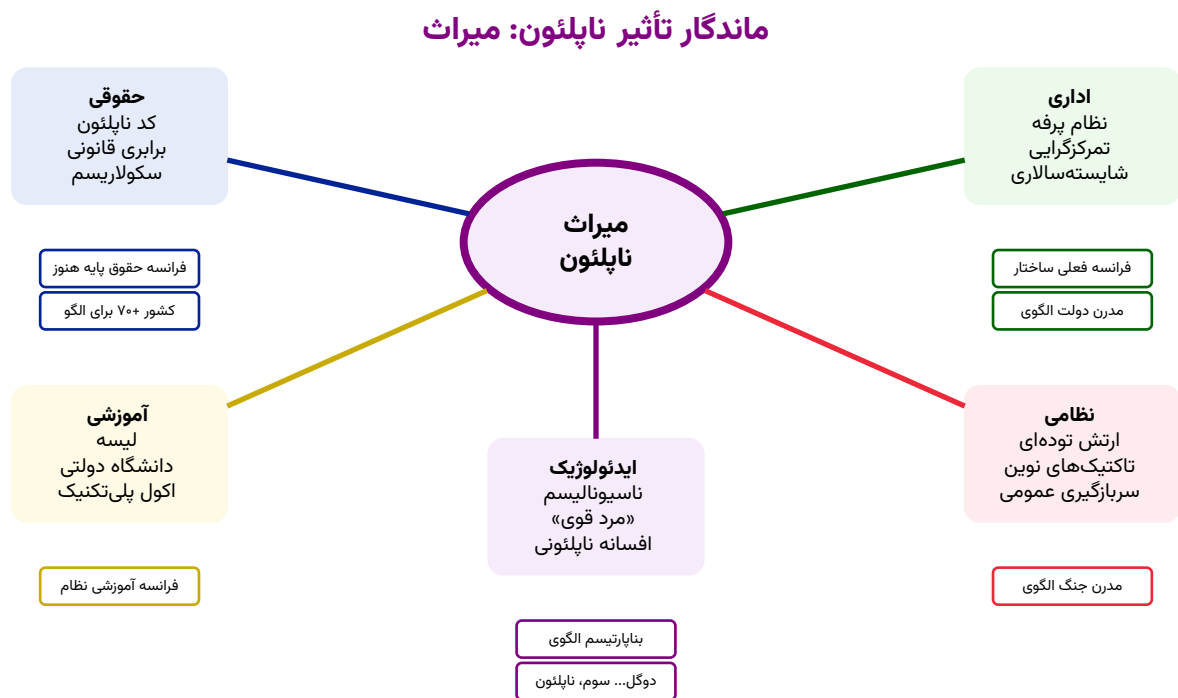 ماندگار تأثیر ناپلئون: میراث
اداری
نظام پرفه
تمرکزگرایی
شایسته‌سالاری
فرانسه فعلی ساختار
مدرن دولت الگوی
حقوقی
کد ناپلئون
برابری قانونی
سکولاریسم
فرانسه حقوق پایه هنوز
کشور +۷۰ برای الگو
میراث
ناپلئون
نظامی
ارتش توده‌ای
تاکتیک‌های نوین
سربازگیری عمومی
مدرن جنگ الگوی
ایدئولوژیک
ناسیونالیسم
«مرد قوی»
افسانه ناپلئونی
بناپارتیسم الگوی
دوگل... سوم، ناپلئون
آموزشی
لیسه
دانشگاه دولتی
اکول پلی‌تکنیک
فرانسه آموزشی نظام